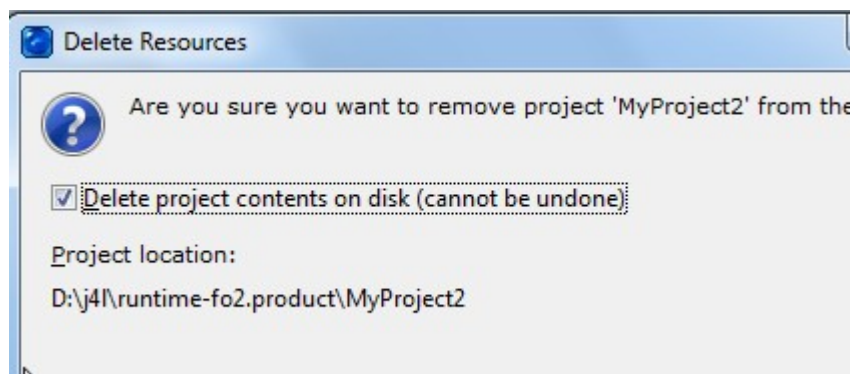 Delete Resources
Are you sure you want to remove project 'MyProject2' from the
Delete project contents on disk (cannot be undone)
Project location:
D:\j4l\runtime-fo2.product\MyProject2